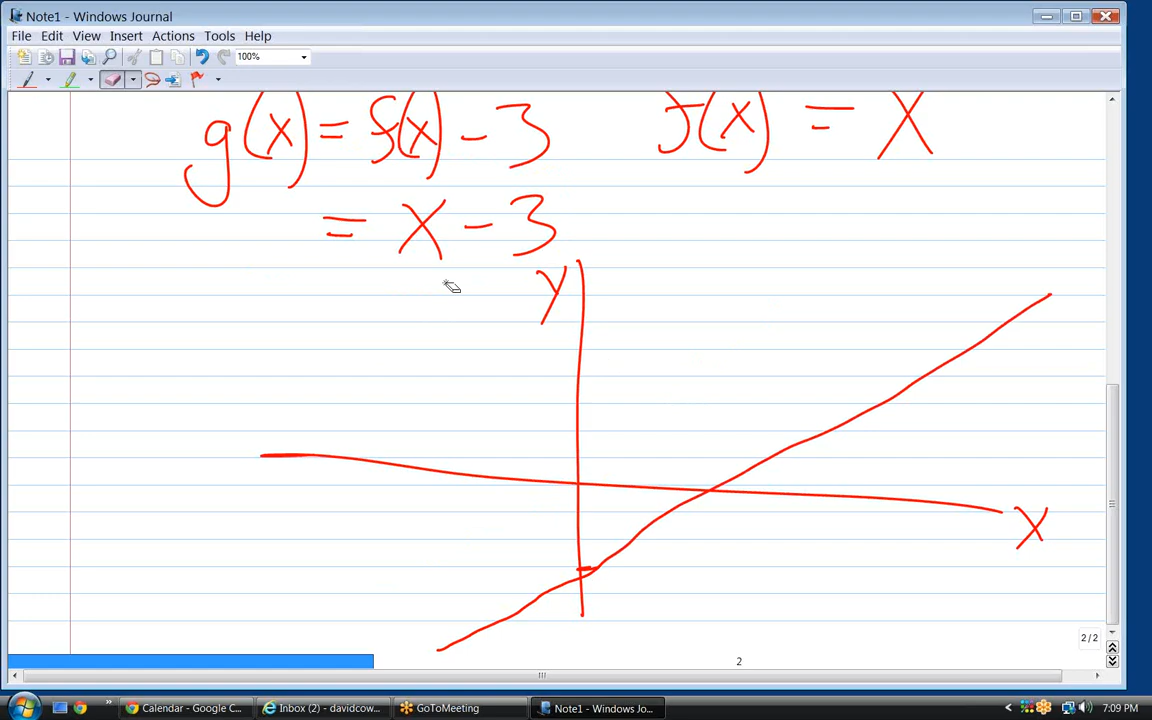 Note1 - Windows Journal
File Edit View Insert Actions Tools Help
100%
g(x) = f(x) - 3
f(x) = x
= x - 3
y
x
2 / 2
2
Calendar - Google C...
Inbox (2) - davidcow...
GoToMeeting
Note1 - Windows Jo...
7:09 PM